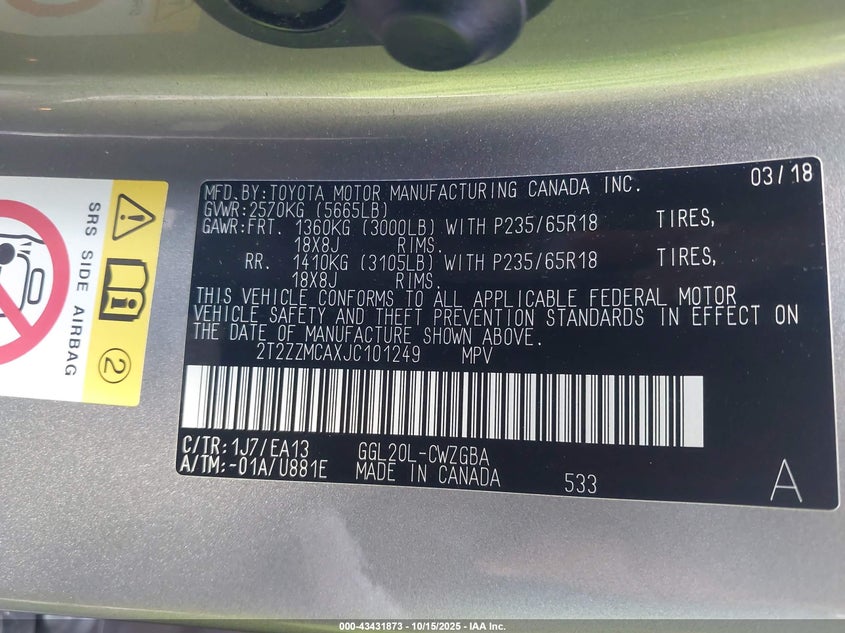 MFD.BY:TOYOTA MOTOR MANUFACTURING CANADA INC. 03/18
GVWR:2570KG (5665LB)
GAWR:FRT. 1360KG (3000LB) WITH P235/65R18 TIRES,
18X8J RIMS.
RR. 1410KG (3105LB) WITH P235/65R18 TIRES,
18X8J RIMS.
THIS VEHICLE CONFORMS TO ALL APPLICABLE FEDERAL MOTOR
VEHICLE SAFETY AND THEFT PREVENTION STANDARDS IN EFFECT ON
THE DATE OF MANUFACTURE SHOWN ABOVE.
2T2ZZMCAXJC101249 MPV
C/TR:1J7/EA13 GGL20L-CWZGBA
A/TM:-01A/U881E MADE IN CANADA 533 A
SRS SIDE AIRBAG
2
000-43431873 - 10/15/2025 - IAA Inc.